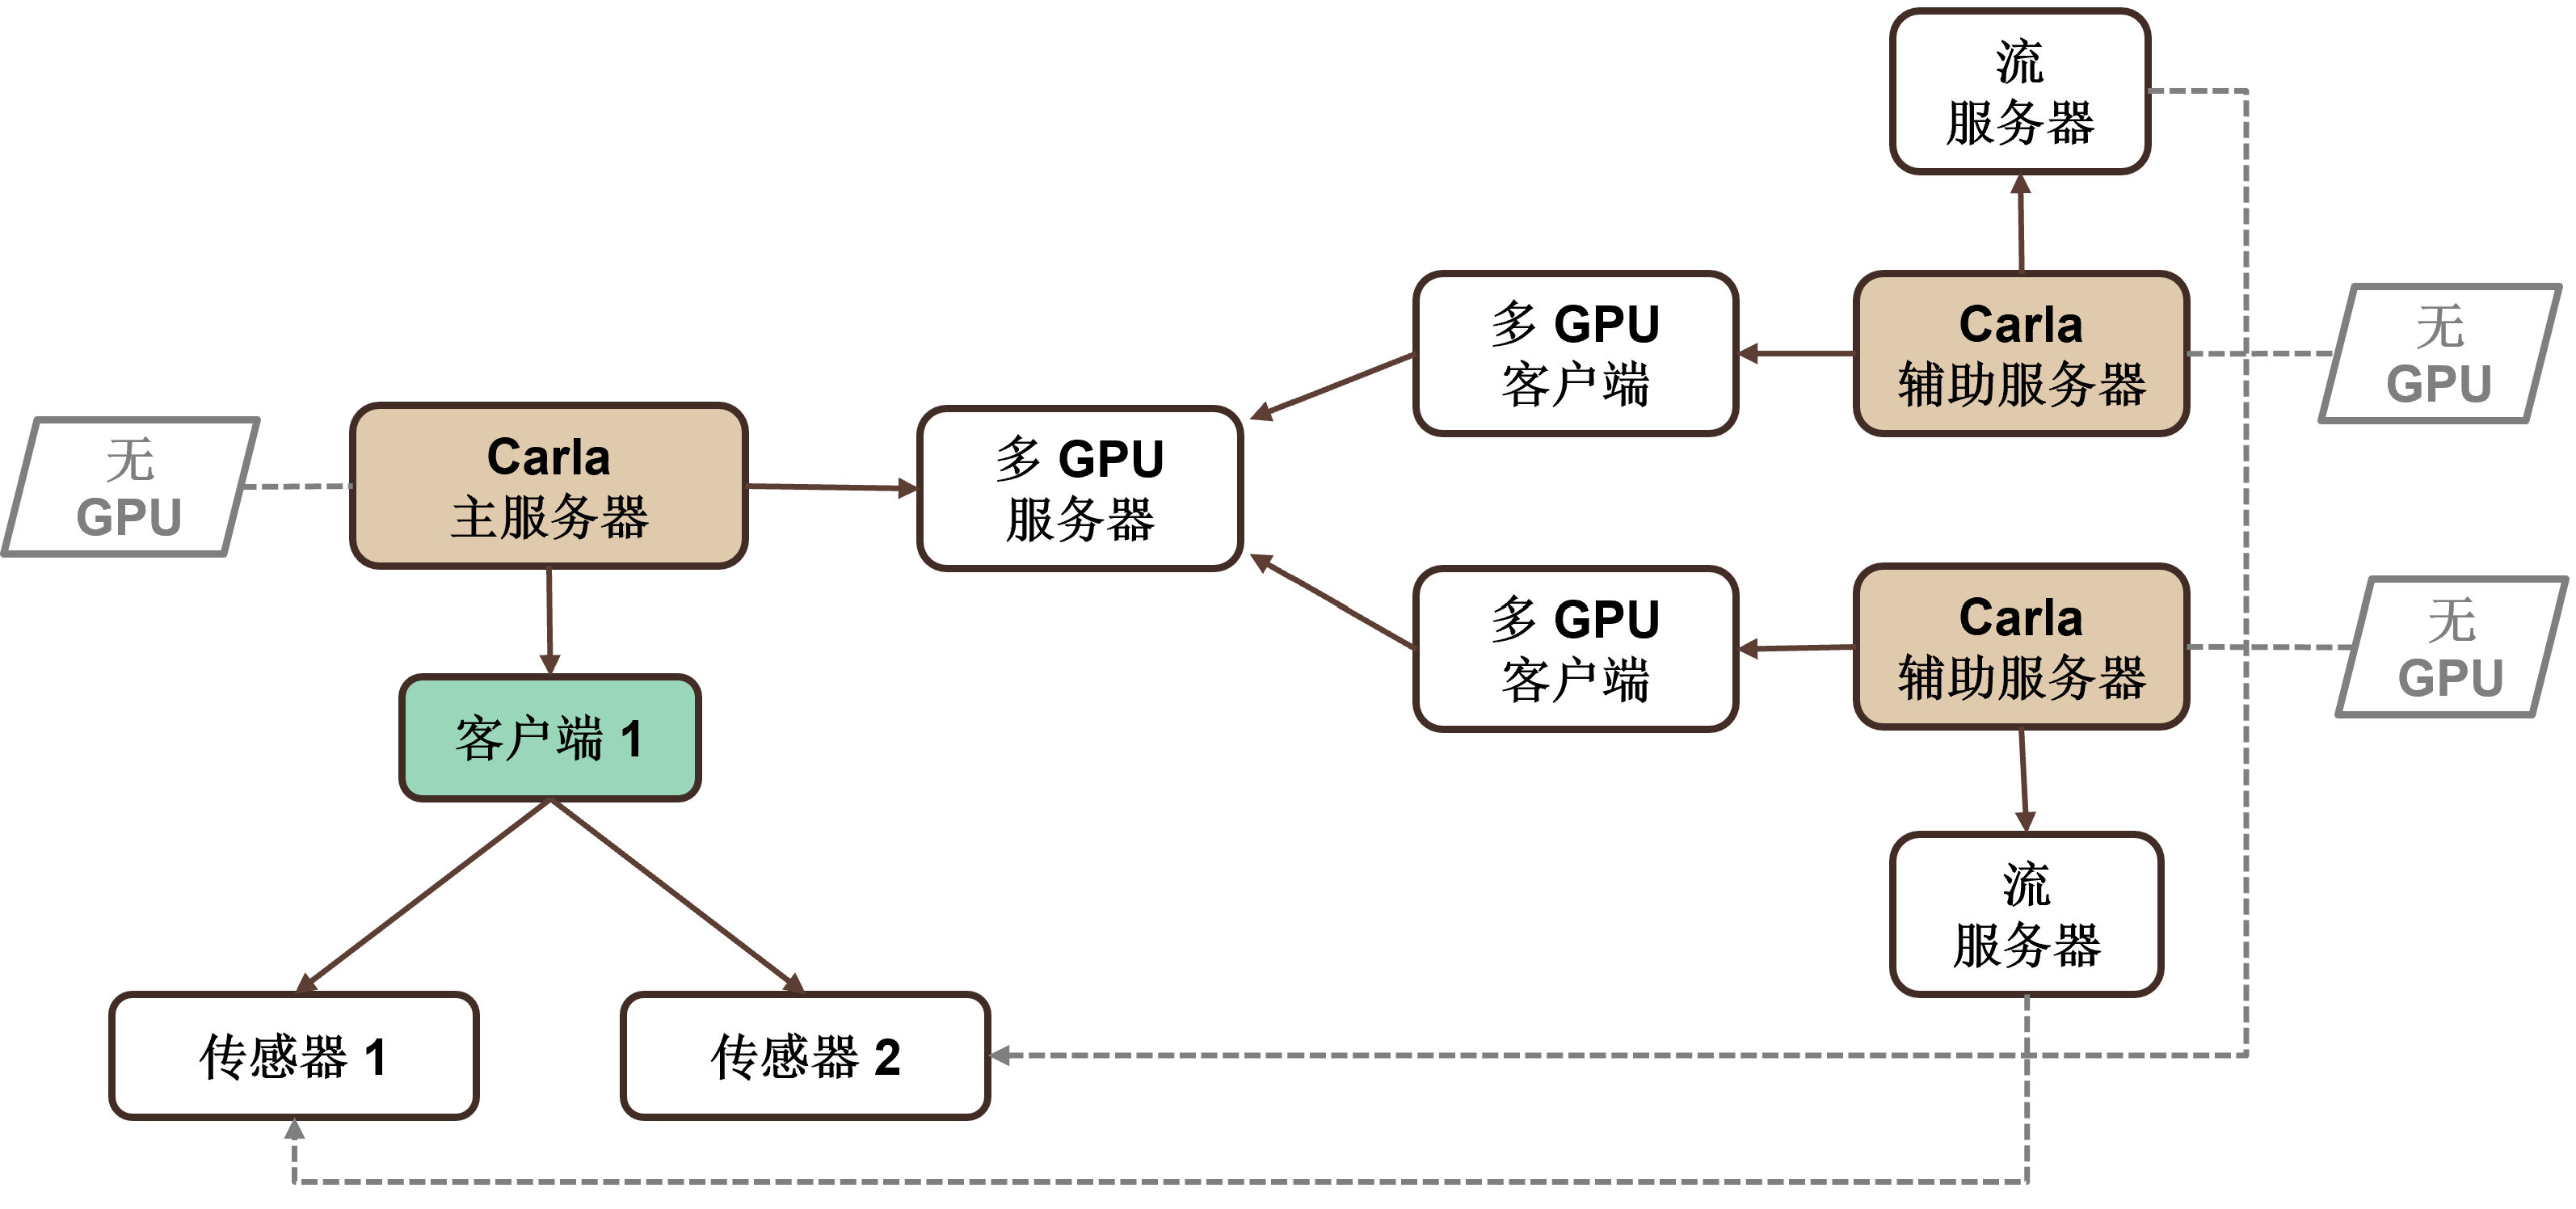 流
服务器
多 GPU
客户端
Carla
辅助服务器
无
GPU
无
GPU
Carla
主服务器
多 GPU
服务器
多 GPU
客户端
Carla
辅助服务器
无
GPU
客户端 1
流
服务器
传感器 1
传感器 2